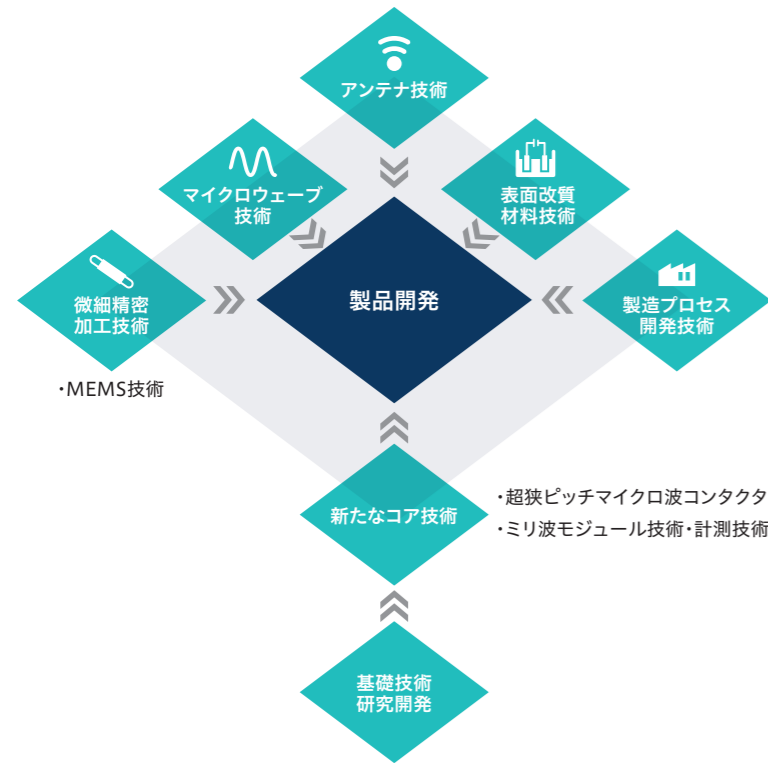 アンテナ技術
マイクロウェーブ
技術
表面改質
材料技術
微細精密
加工技術
製品開発
製造プロセス
開発技術
・MEMS技術
新たなコア技術
・超狭ピッチマイクロ波コンタクタ
・ミリ波モジュール技術・計測技術
基礎技術
研究開発